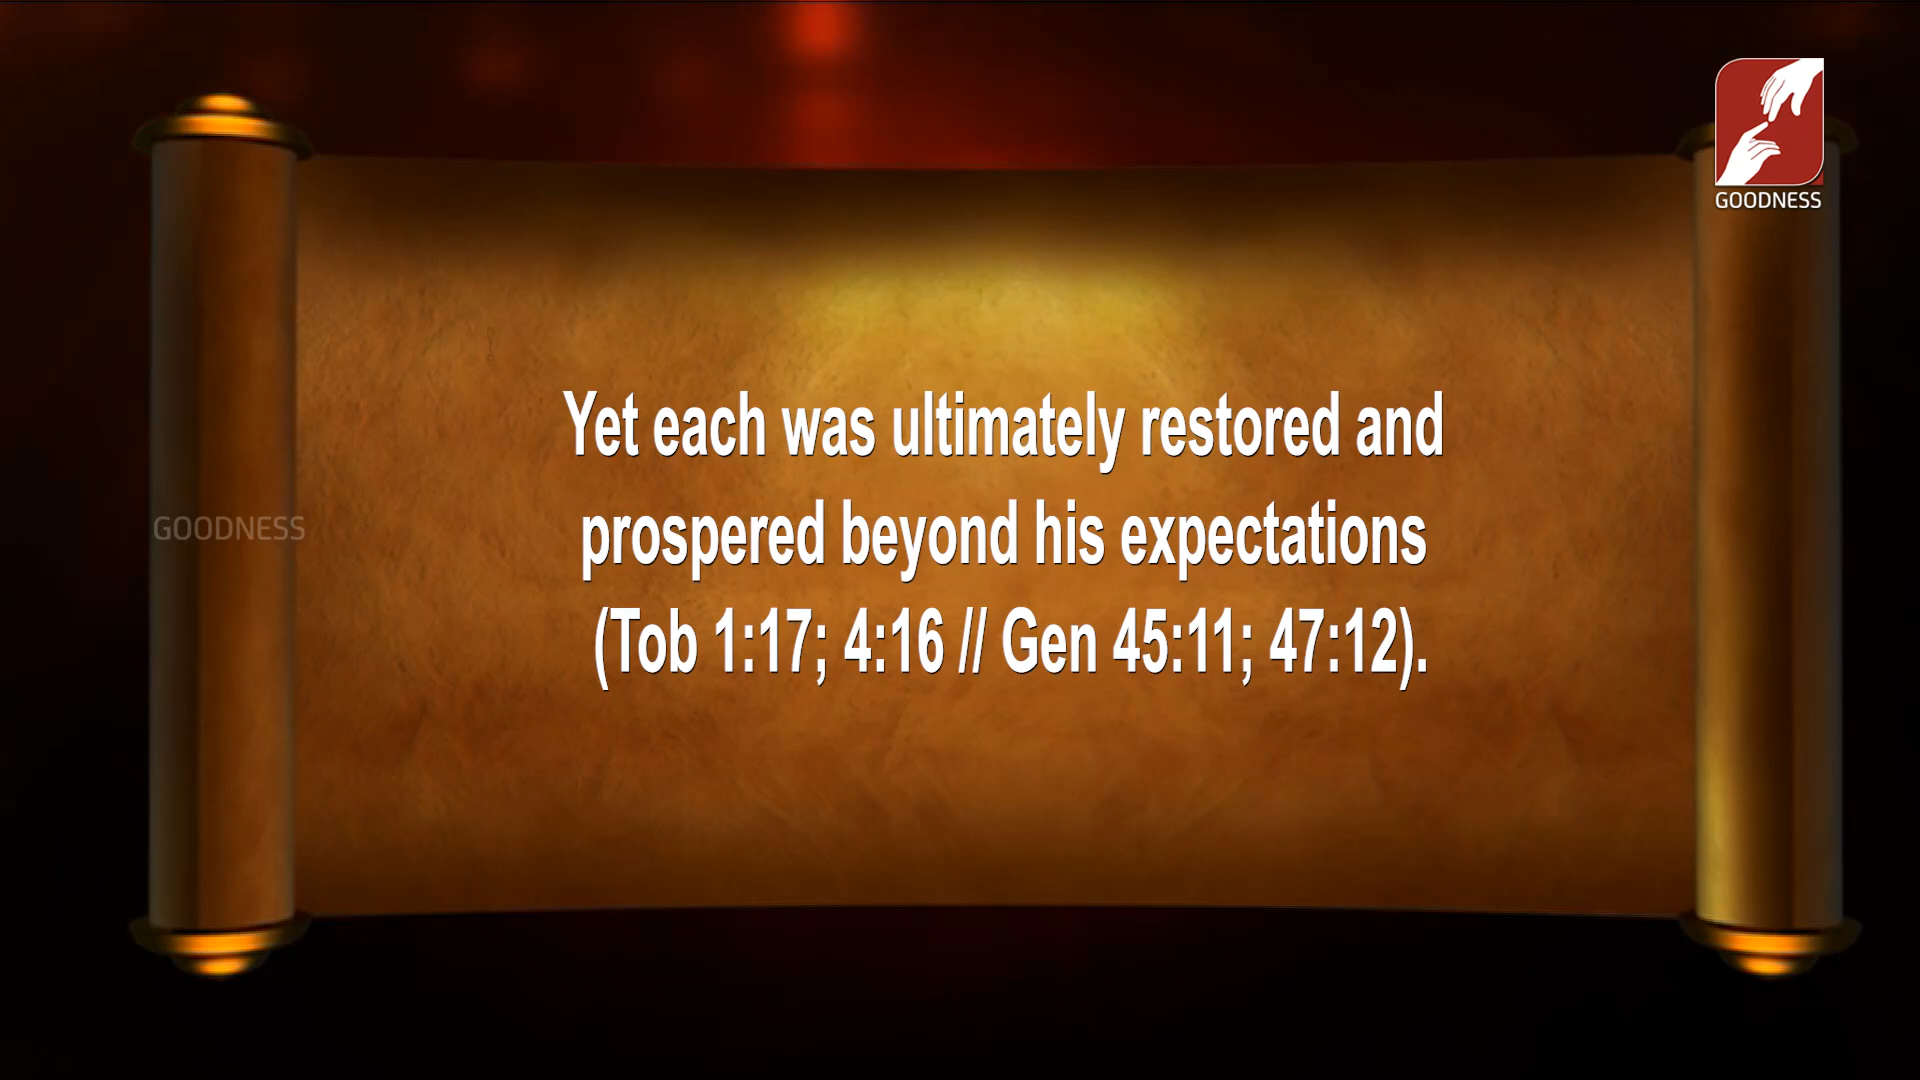 GOODNESS
Yet each was ultimately restored and
prospered beyond his expectations
GOODNESS
(Tob 1:17; 4:16 // Gen 45:11; 47:12).